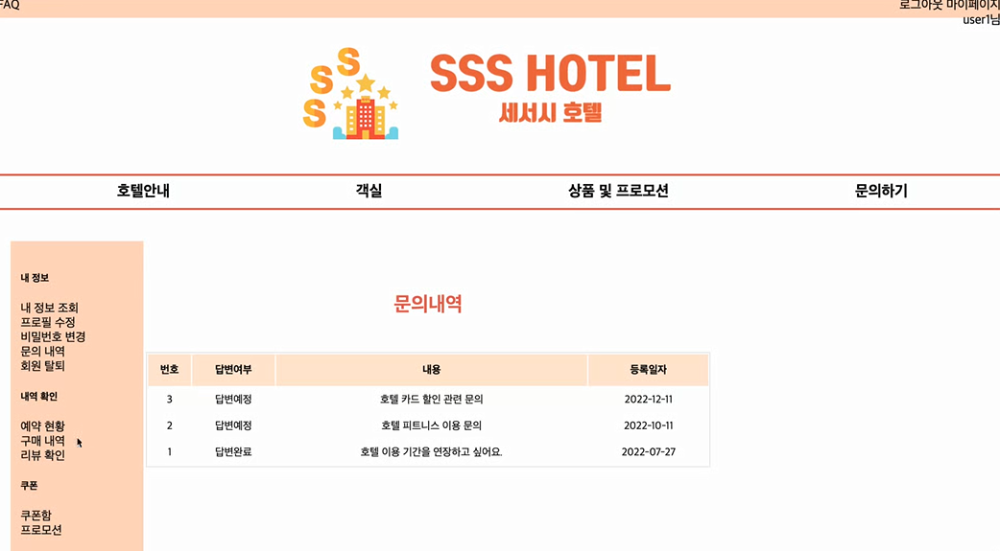 FAQ
로그아웃 마이페이지
user1님
S
S
S
SSS HOTEL
세서시 호텔
호텔안내 객실 상품 및 프로모션 문의하기
내 정보
내 정보 조회
프로필 수정
비밀번호 변경
문의 내역
회원 탈퇴
내역 확인
예약 현황
구매 내역
리뷰 확인
쿠폰
쿠폰함
프로모션
문의내역
번호 답변여부 내용 등록일자
3 답변예정 호텔 카드 할인 관련 문의 2022-12-11
2 답변예정 호텔 피트니스 이용 문의 2022-10-11
1 답변완료 호텔 이용 기간을 연장하고 싶어요. 2022-07-27